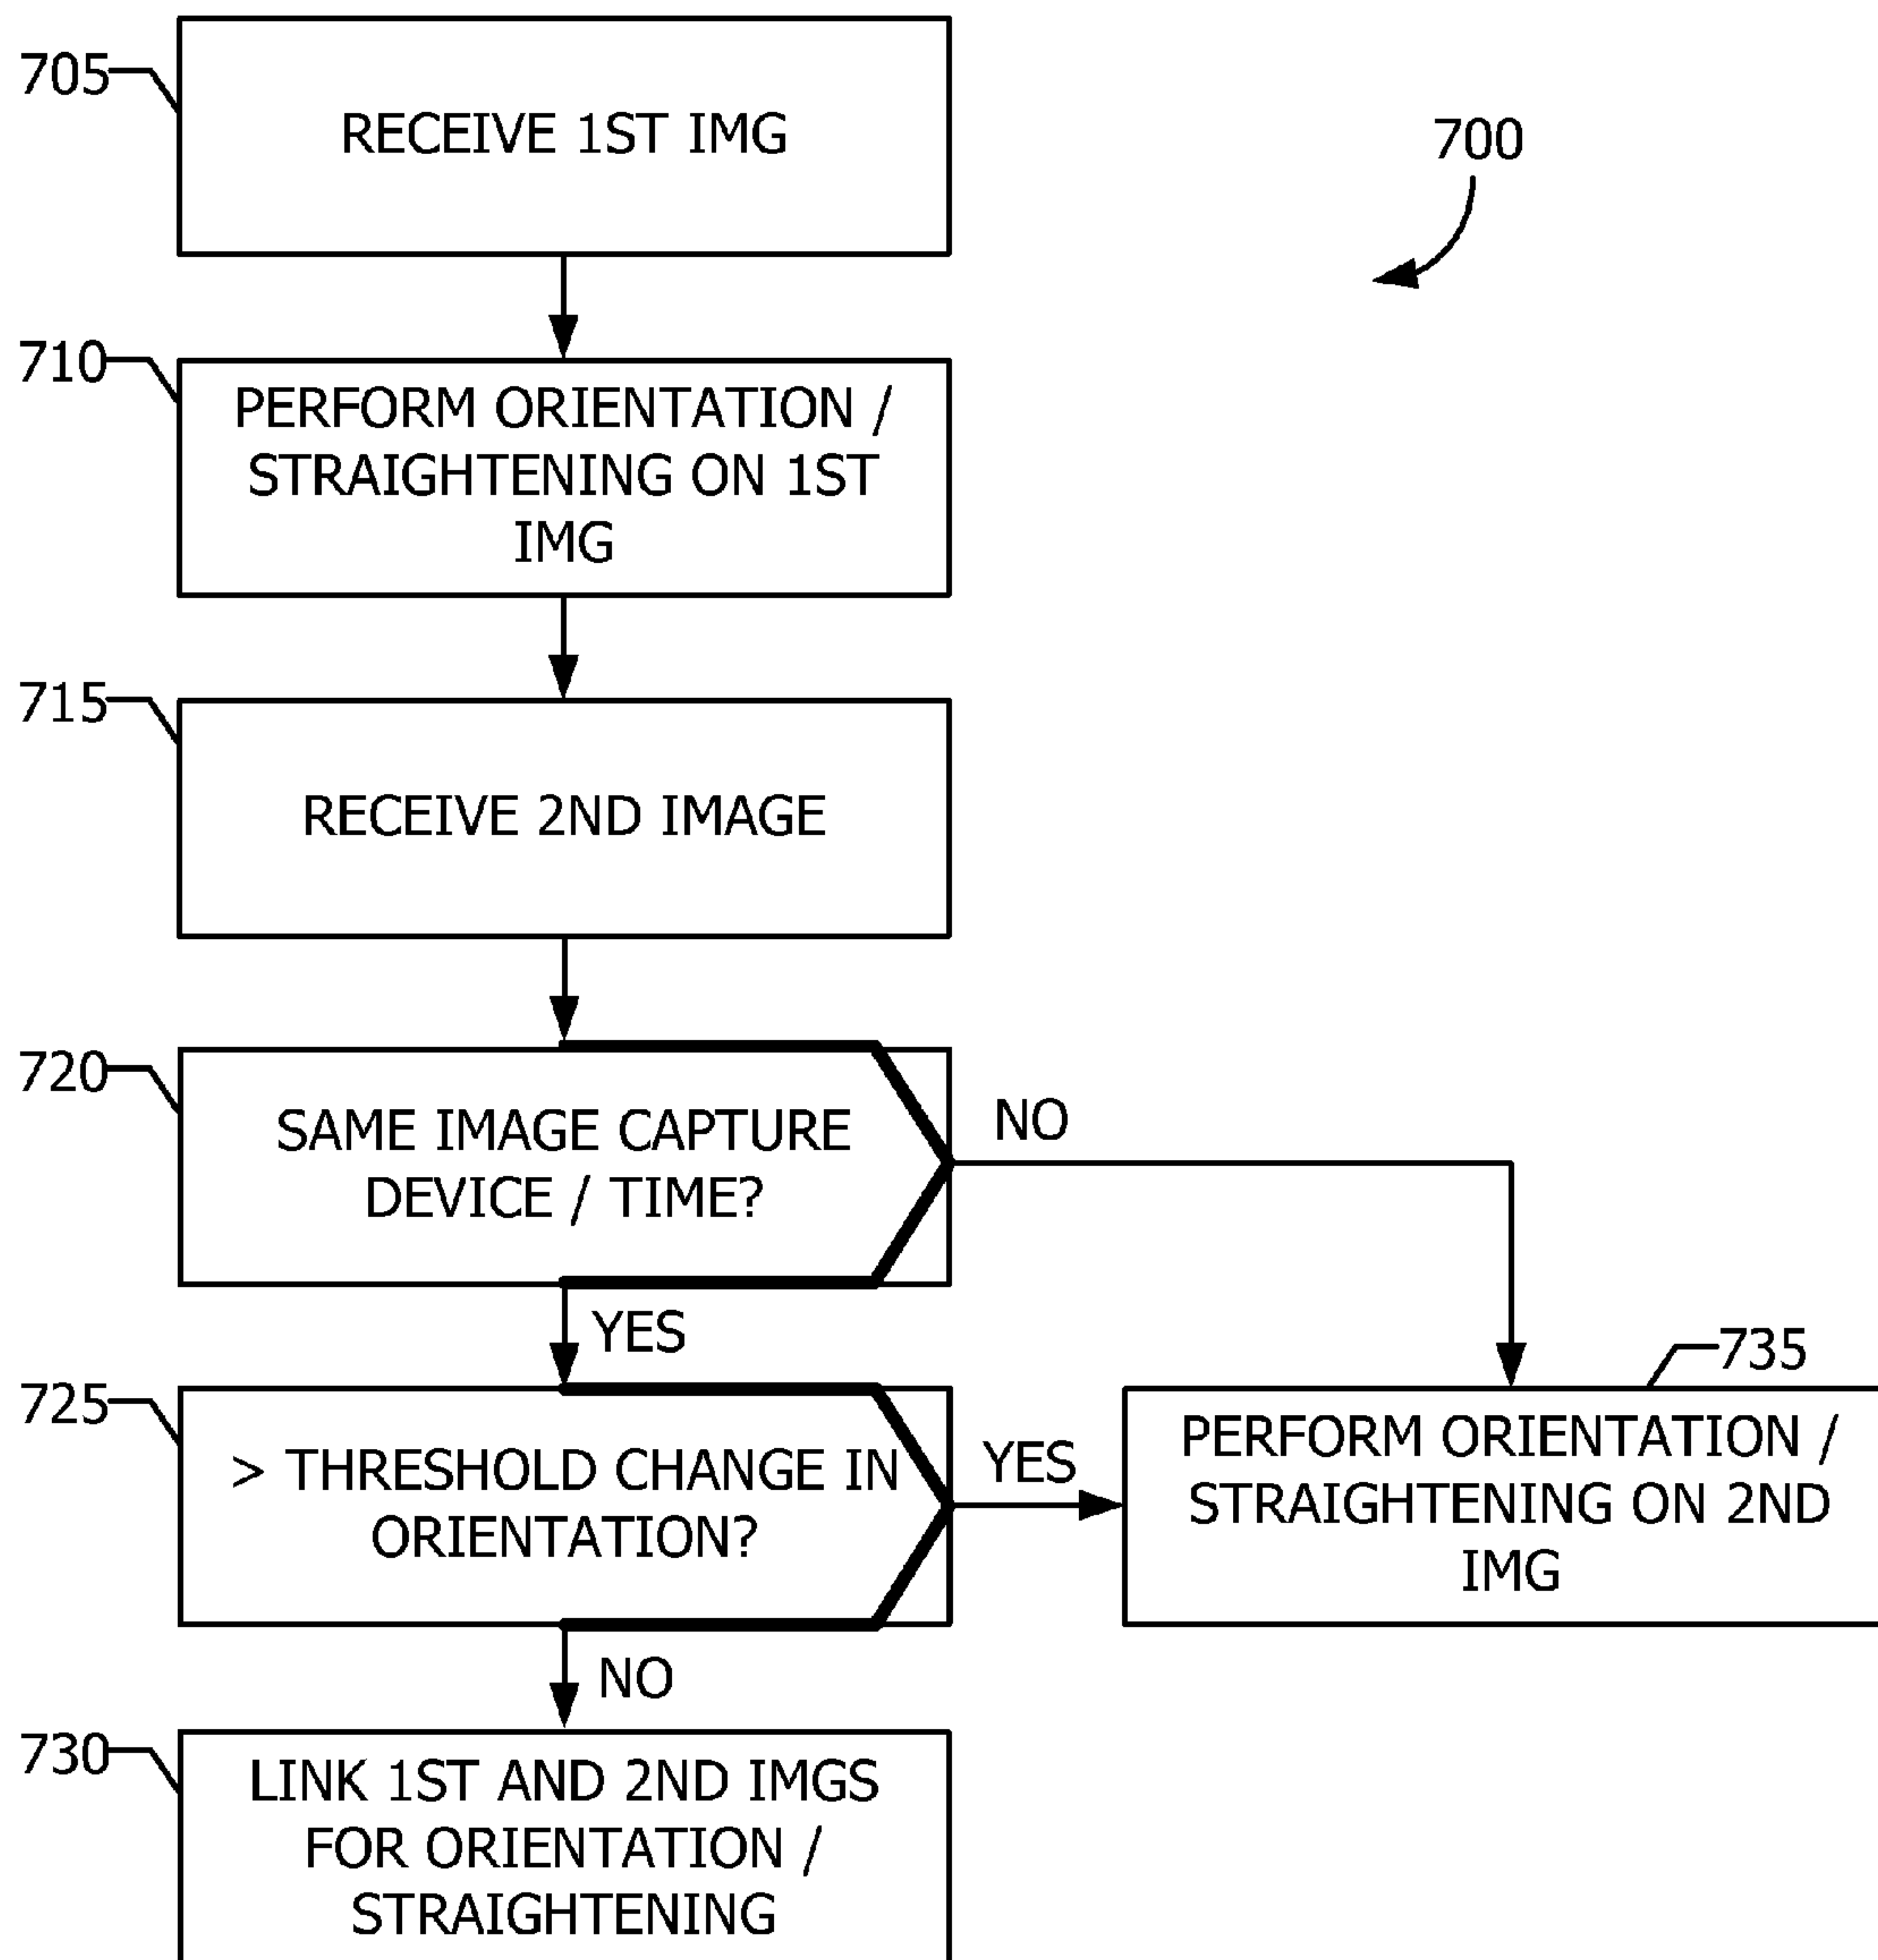 705
RECEIVE 1ST IMG
700
710
PERFORM ORIENTATION /
STRAIGHTENING ON 1ST
IMG
715
RECEIVE 2ND IMAGE
720
SAME IMAGE CAPTURE
DEVICE / TIME?
NO
YES
725
> THRESHOLD CHANGE IN
ORIENTATION?
YES
735
PERFORM ORIENTATION /
STRAIGHTENING ON 2ND
IMG
NO
730
LINK 1ST AND 2ND IMGS
FOR ORIENTATION /
STRAIGHTENING